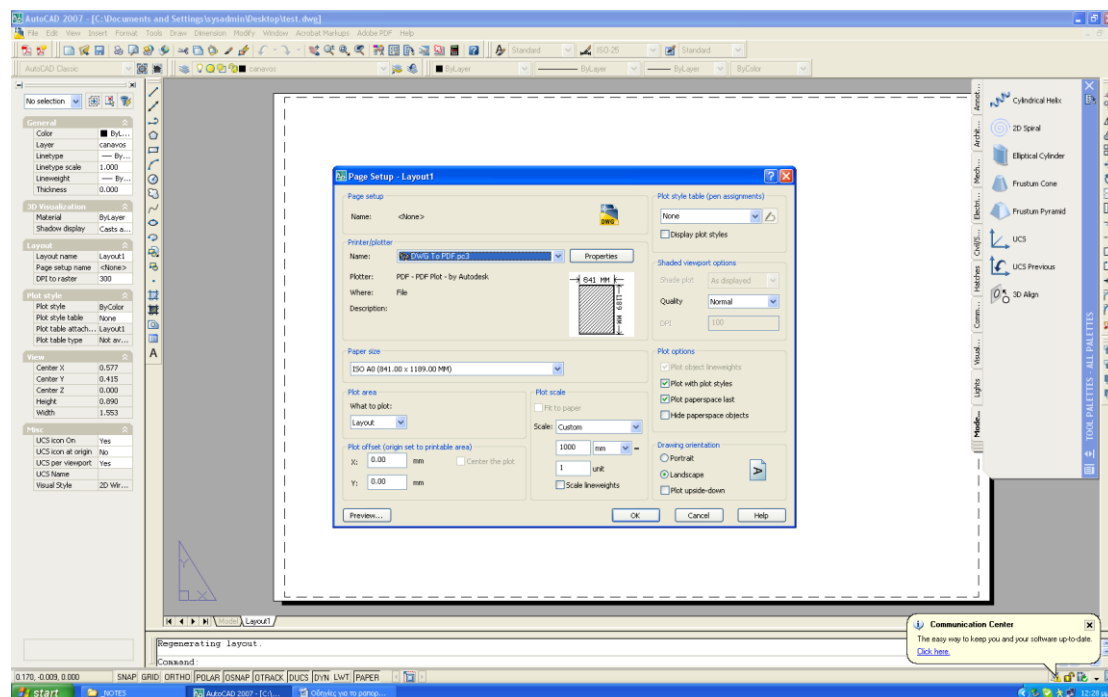 AutoCAD 2007 - [C:\Documents and Settings\sysadmin\Desktop\test.dwg]
File Edit View Insert Format Tools Draw Dimension Modify Window Acrobat Markups Adobe PDF Help
Standard ISO-25 Standard
AutoCAD Classic canavos ByLayer ByLayer ByLayer ByColor
No selection
General
Color ByL...
Layer canavos
Linetype By...
Linetype scale 1.000
Lineweight By...
Thickness 0.000
3D Visualization
Material ByLayer
Shadow display Casts a...
Layout
Layout name Layout1
Page setup name <None>
DPI to raster 300
Plot style
Plot style ByColor
Plot style table None
Plot table attach... Layout1
Plot table type Not av...
View
Center X 0.577
Center Y 0.415
Center Z 0.000
Height 0.890
Width 1.553
Misc
UCS icon On Yes
UCS icon at origin No
UCS per viewport Yes
UCS Name
Visual Style 2D Wir...
Page Setup - Layout1
Page setup
Name: <None>
DWG
Printer/plotter
Name: DWG To PDF.pc3 Properties
Plotter: PDF - PDF Plot - by Autodesk
Where: File
Description:
841 MM
1189 MM
Paper size
ISO A0 (841.00 x 1189.00 MM)
Plot area
What to plot:
Layout
Plot offset (origin set to printable area)
X: 0.00 mm Center the plot
Y: 0.00 mm
Plot scale
Fit to paper
Scale: Custom
1000 mm =
1 unit
Scale lineweights
Plot style table (pen assignments)
None
Display plot styles
Shaded viewport options
Shade plot As displayed
Quality Normal
DPI 100
Plot options
Plot object lineweights
Plot with plot styles
Plot paperspace last
Hide paperspace objects
Drawing orientation
Portrait
Landscape
Plot upside-down
A
Preview... OK Cancel Help
Annot...
Archit...
Mech...
Electri...
Civil/S...
Hatches
Comm...
Visual...
Lights
Mode...
Cylindrical Helix
2D Spiral
Elliptical Cylinder
Frustum Cone
Frustum Pyramid
UCS
UCS Previous
3D Align
TOOL PALETTES - ALL PALETTES
Y
X
Model Layout1
Regenerating layout.
Command:
Communication Center
The easy way to keep you and your software up-to-date.
Click here.
0.170, -0.009, 0.000 SNAP GRID ORTHO POLAR OSNAP OTRACK DUCS DYN LWT PAPER
start _NOTES AutoCAD 2007 - [C:\... Οδηγίες για το ραπορ... 12:28